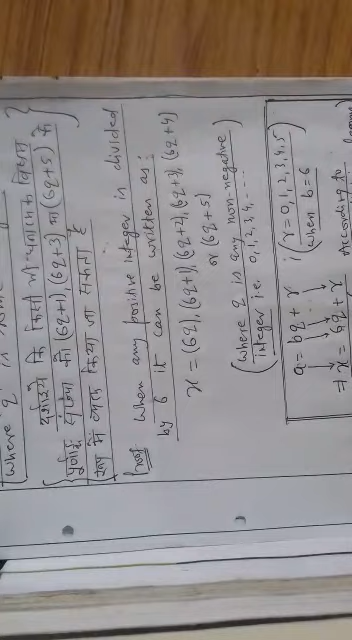 (where 'q' is some
दर्शाइये कि किसी भी धनात्मक विषम
पूर्णांक संख्या को (6q+1), (6q+3) या (6q+5) के
रूप में व्यक्त किया जा सकता है
Proof When any positive integer is divided
by 6 it can be written as:
x = (6q), (6q+1), (6q+2), (6q+3), (6q+4)
or (6q+5)
(where q is any non-negative
integer i.e. 0, 1, 2, 3, 4....)
a = bq + r ; (r = 0, 1, 2, 3, 4, 5
when b = 6)
⇒ x = 6q + r According to